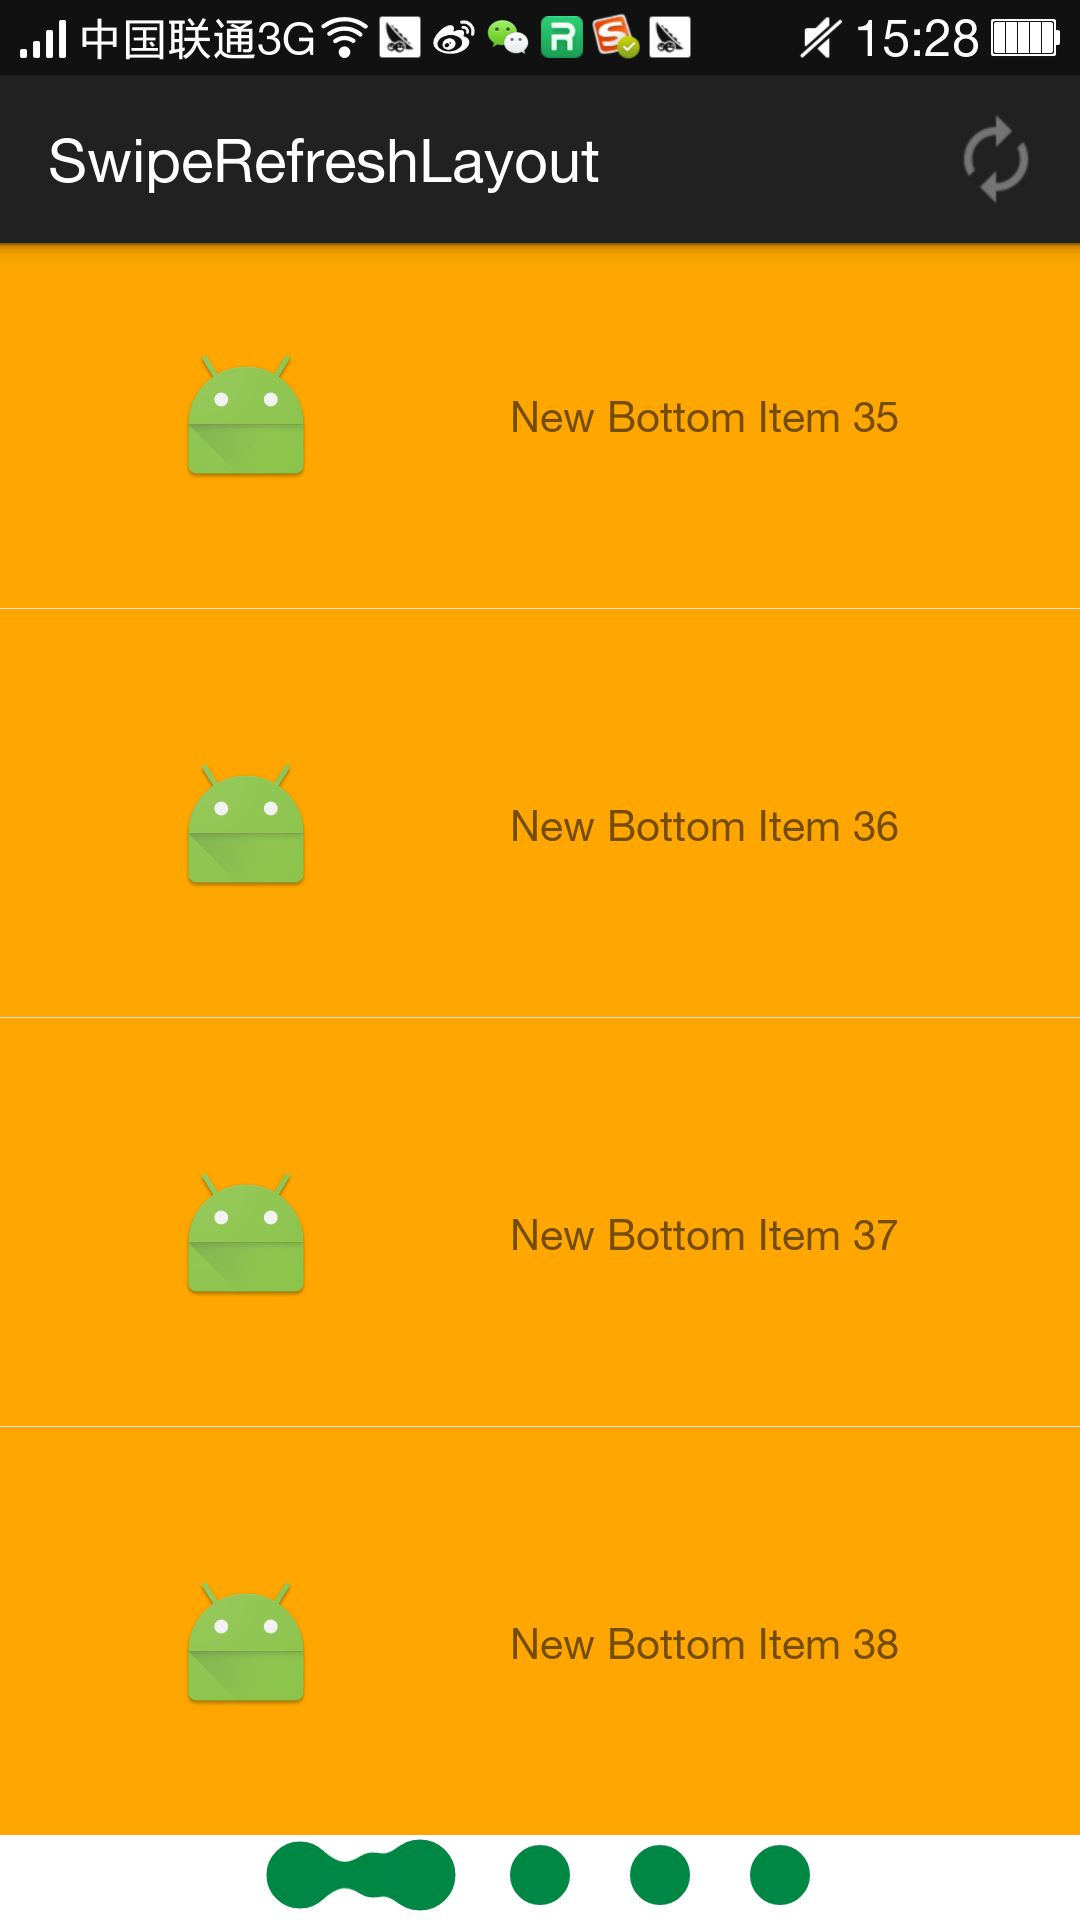 中国联通3G 15:28
SwipeRefreshLayout
New Bottom Item 35
New Bottom Item 36
New Bottom Item 37
New Bottom Item 38